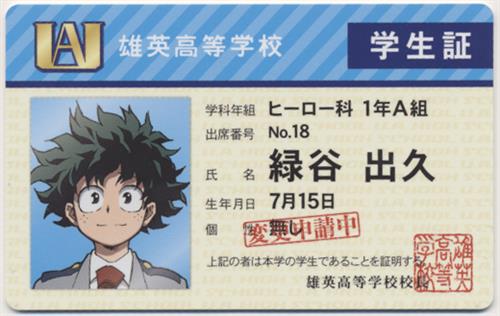 UA 雄英高等学校 学生証
学科年組 ヒーロー科 1年A組
出席番号 No.18
氏 名 緑谷 出久
生年月日 7月15日
個 性 無し
変更申請中
上記の者は本学の学生であることを証明する
雄英高等学校校長
雄英
高等
学校